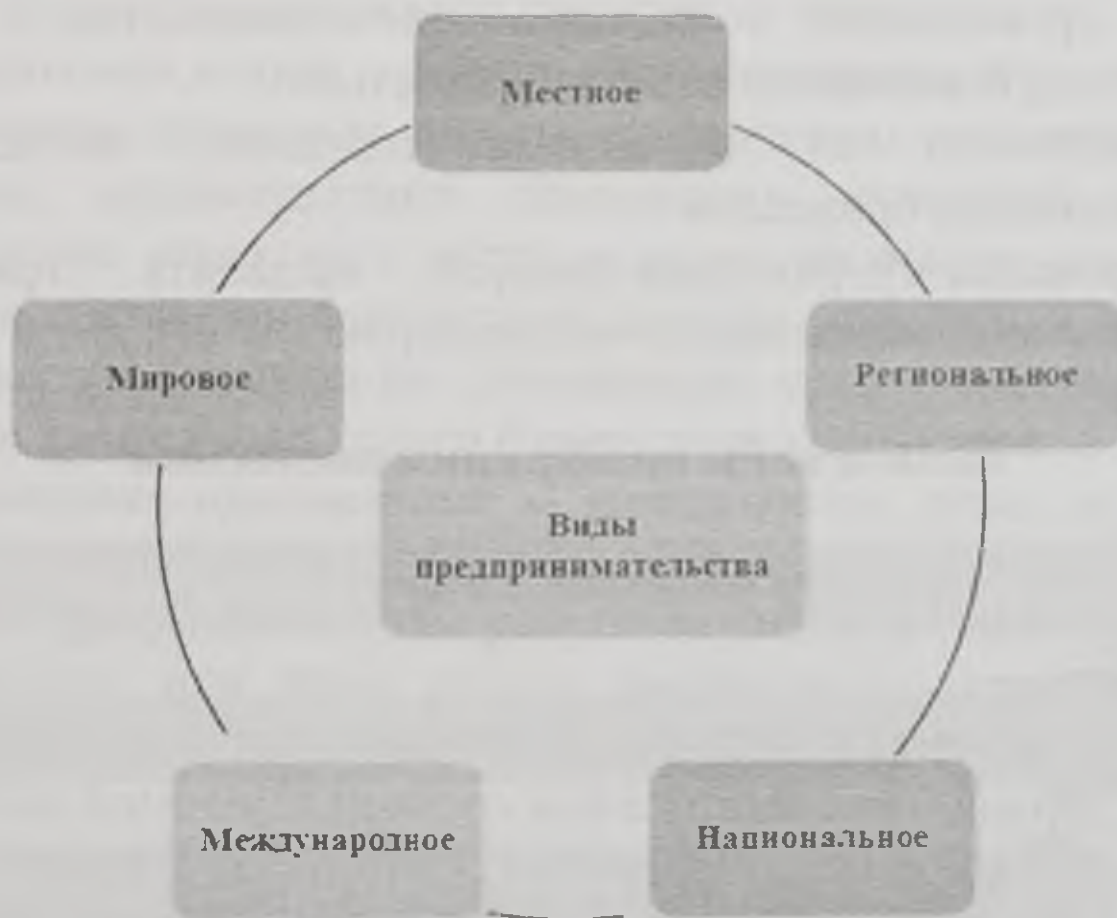 Местное
Региональное
Национальное
Международное
Мировое
Виды
предпринимательства